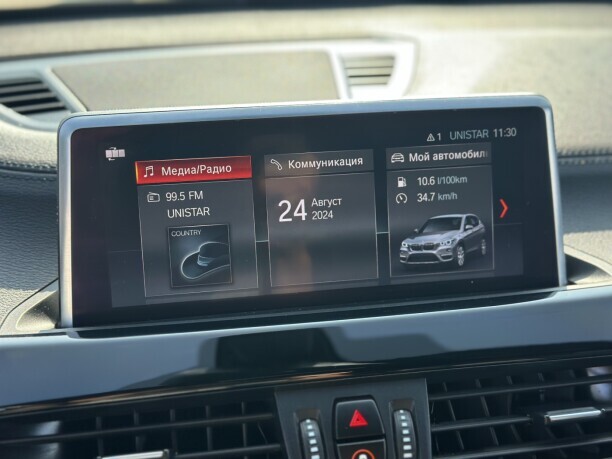 1 UNISTAR 11:30
Медиа/Радио
99.5 FM
UNISTAR
COUNTRY
Коммуникация
24 Август
2024
Мой автомобил
10.6 l/100km
34.7 km/h